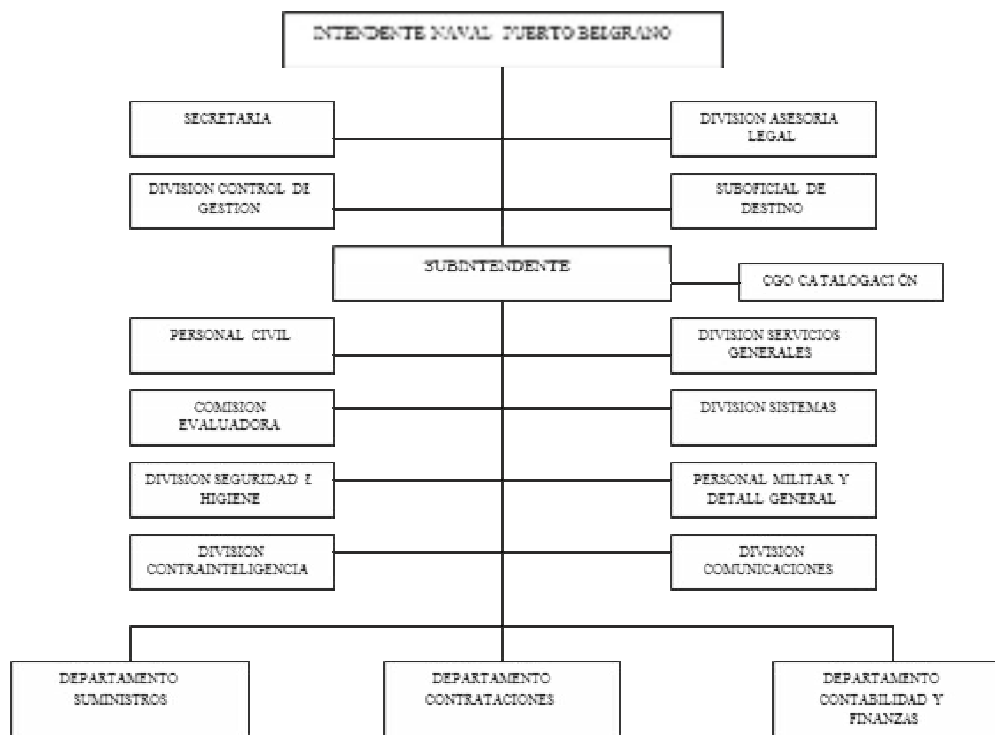 INTENDENTE NAVAL PUERTO BELGRANO
SECRETARIA
DIVISION ASESORIA
LEGAL
DIVISION CONTROL DE
GESTION
SUBOFICIAL DE
DESTINO
SUBINTENDENTE
CGO CATALOGACIÓN
PERSONAL CIVIL
DIVISION SERVICIOS
GENERALES
COMISION
EVALUADORA
DIVISION SISTEMAS
DIVISION SEGURIDAD E
HIGIENE
PERSONAL MILITAR Y
DETALL GENERAL
DIVISION
CONTRAINTELIGENCIA
DIVISION
COMUNICACIONES
DEPARTAMENTO
SUMINISTROS
DEPARTAMENTO
CONTRATACIONES
DEPARTAMENTO
CONTABILIDAD Y
FINANZAS